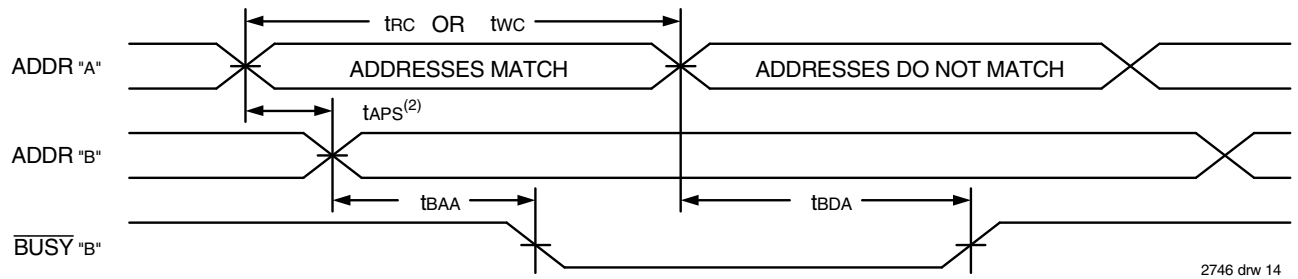 tRC OR tWC
ADDR "A"
ADDRESSES MATCH
ADDRESSES DO NOT MATCH
tAPS(2)
ADDR "B"
tBAA
tBDA
BUSY "B"
2746 drw 14